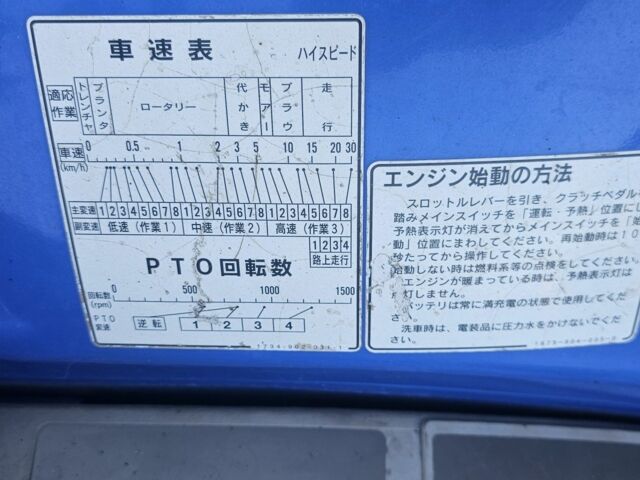 車速表 ハイスピード
適応作業 トレンチャ プランタ ロータリー 代かき モアー プラウ 走行
車速(km/h) 0 0.5 1 2 3 5 10 15 20 30
主変速 1 2 3 4 5 6 7 8 1 2 3 4 5 6 7 8 1 2 3 4 5 6 7 8
副変速 低速(作業1) 中速(作業2) 高速(作業3)
1 2 3 4
路上走行
PTO回転数
回転数(rpm) 0 500 1000 1500
PTO変速 逆転 1 2 3 4
1794-902-031-1
エンジン始動の方法
スロットルレバーを引き、クラッチペダル
踏みメインスイッチを「運転・予熱」位置にし
予熱表示灯が消えてからメインスイッチを「始
動」位置にまわしてください。再始動時は10
秒たってから操作してください。
始動しない時は燃料系等の点検をしてください。
エンジンが暖まっている時は、予熱表示灯は
灯しません。
バッテリは常に満充電の状態で使用してくだ
さい。
洗車時は、電装品に圧力水をかけないでくだ
さい。